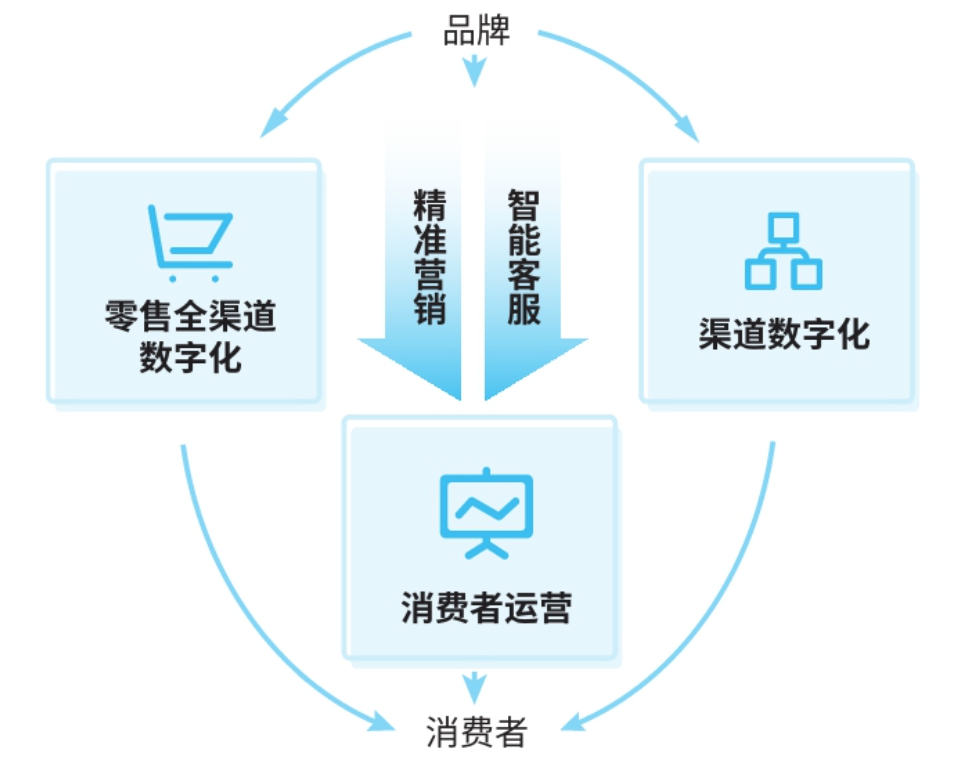 品牌
精准营销
智能客服
零售全渠道
数字化
渠道数字化
消费者运营
消费者